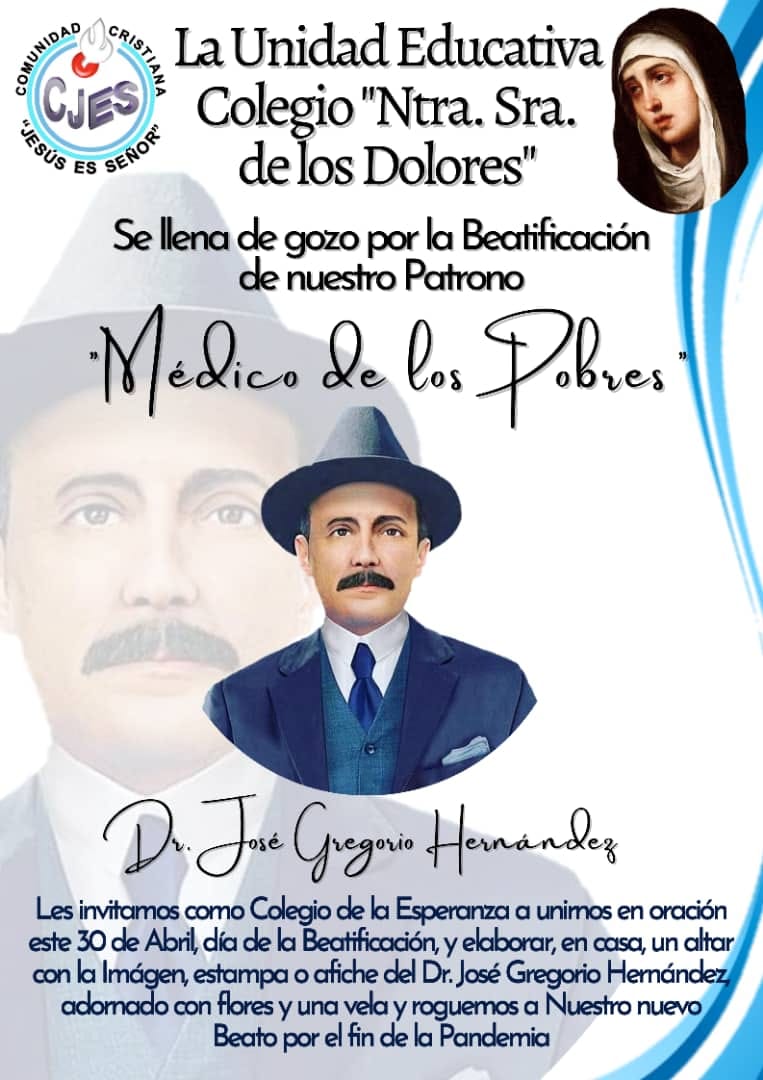 COMUNIDAD CRISTIANA
CJES
"JESÚS ES SEÑOR"
La Unidad Educativa
Colegio "Ntra. Sra.
de los Dolores"
Se llena de gozo por la Beatificación
de nuestro Patrono
"Médico de los Pobres"
Dr. José Gregorio Hernández
Les invitamos como Colegio de la Esperanza a unirnos en oración
este 30 de Abril, día de la Beatificación, y elaborar, en casa, un altar
con la Imágen, estampa o afiche del Dr. José Gregorio Hernández,
adornado con flores y una vela y roguemos a Nuestro nuevo
Beato por el fin de la Pandemia